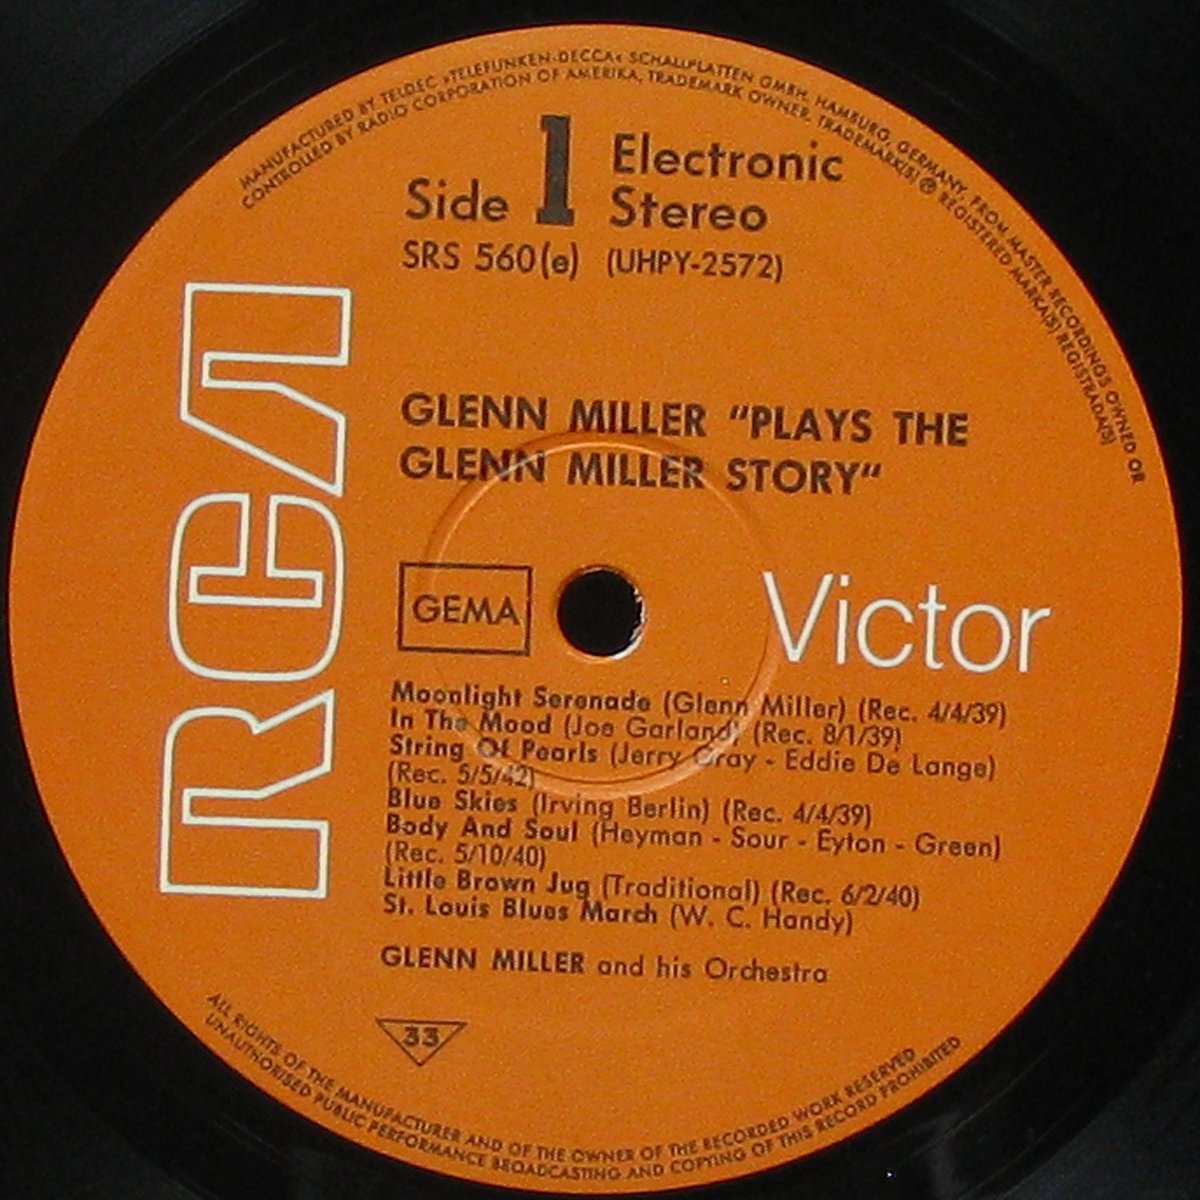 MANUFACTURED BY TELDEC »TELEFUNKEN-DECCA« SCHALLPLATTEN GMBH, HAMBURG, GERMANY, FROM MASTER RECORDINGS OWNED OR
CONTROLLED BY RADIO CORPORATION OF AMERIKA, TRADEMARK OWNER, TRADEMARK(S) ® REGISTERED MARKA(S) REGISTRADA(S)
Side 1 Electronic
Stereo
SRS 560(e) (UHPY-2572)
RCA
GLENN MILLER “PLAYS THE
GLENN MILLER STORY“
GEMA
Victor
Moonlight Serenade (Glenn Miller) (Rec. 4/4/39)
In The Mood (Joe Garland) (Rec. 8/1/39)
String Of Pearls (Jerry Gray - Eddie De Lange)
(Rec. 5/5/42)
Blue Skies (Irving Berlin) (Rec. 4/4/39)
Body And Soul (Heyman - Sour - Eyton - Green)
(Rec. 5/10/40)
Little Brown Jug (Traditional) (Rec. 6/2/40)
St. Louis Blues March (W. C. Handy)
GLENN MILLER and his Orchestra
33
ALL RIGHTS OF THE MANUFACTURER AND OF THE OWNER OF THE RECORDED WORK RESERVED
UNAUTHORISED PUBLIC PERFORMANCE BROADCASTING AND COPYING OF THIS RECORD PROHIBITED